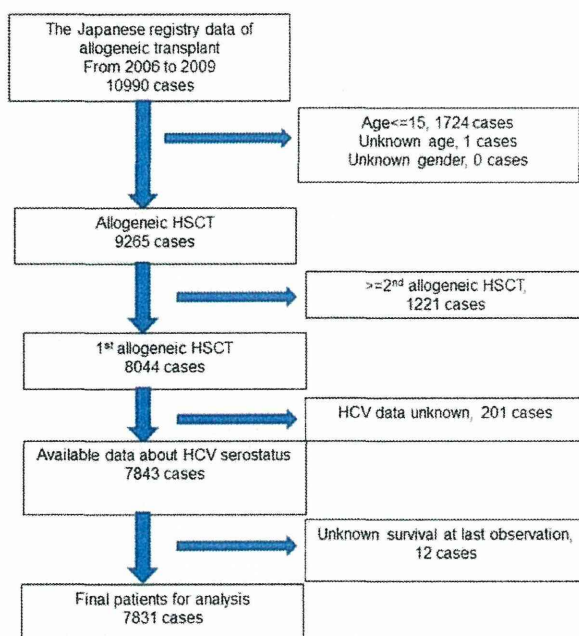 The Japanese registry data of
allogeneic transplant
From 2006 to 2009
10990 cases
Age<=15, 1724 cases
Unknown age, 1 cases
Unknown gender, 0 cases
Allogeneic HSCT
9265 cases
>=2nd allogeneic HSCT,
1221 cases
1st allogeneic HSCT
8044 cases
HCV data unknown, 201 cases
Available data about HCV serostatus
7843 cases
Unknown survival at last observation,
12 cases
Final patients for analysis
7831 cases